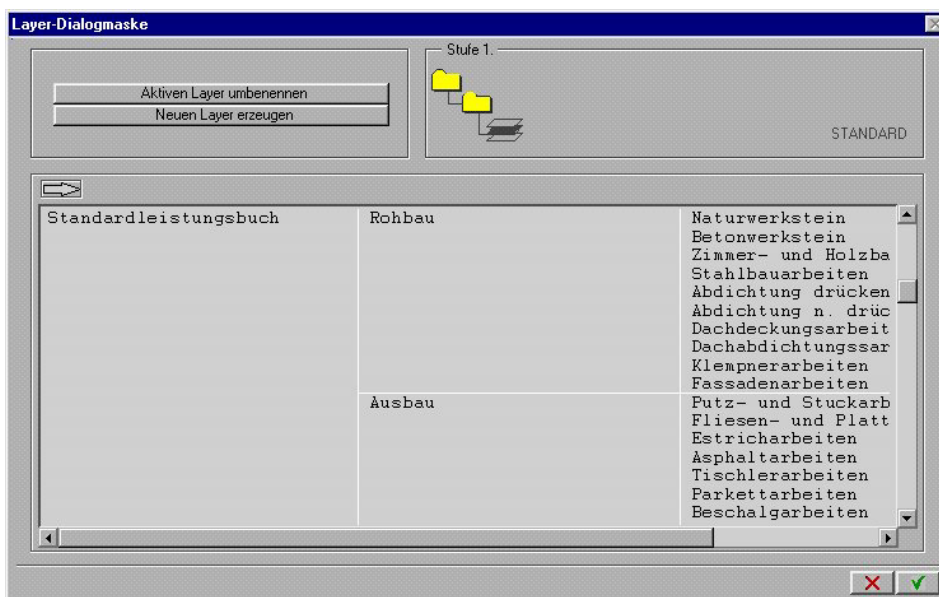 Layer-Dialogmaske
Aktiven Layer umbenennen
Neuen Layer erzeugen
Stufe 1.
STANDARD
Standardleistungsbuch Rohbau Naturwerkstein
Betonwerkstein
Zimmer- und Holzba
Stahlbauarbeiten
Abdichtung drücken
Abdichtung n. drüc
Dachdeckungsarbeit
Dachabdichtungssar
Klempnerarbeiten
Fassadenarbeiten
Ausbau Putz- und Stuckarb
Fliesen- und Platt
Estricharbeiten
Asphaltarbeiten
Tischlerarbeiten
Parkettarbeiten
Beschalgarbeiten